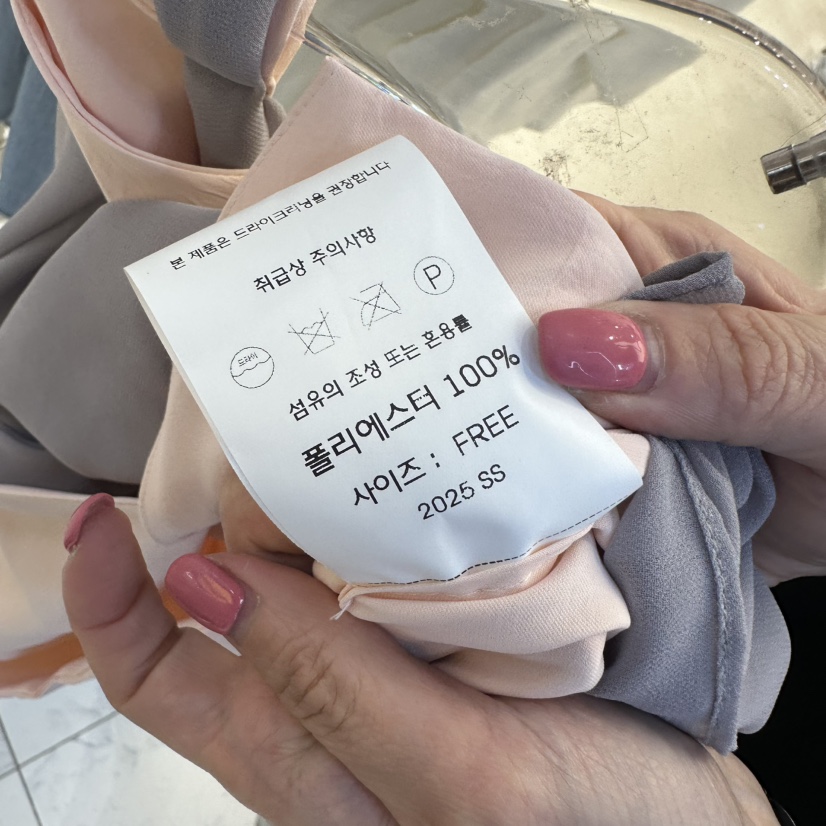 본 제품은 드라이크리닝을 권장합니다
취급상 주의사항
드라이
P
섬유의 조성 또는 혼용률
폴리에스터 100%
사이즈 : FREE
2025 SS